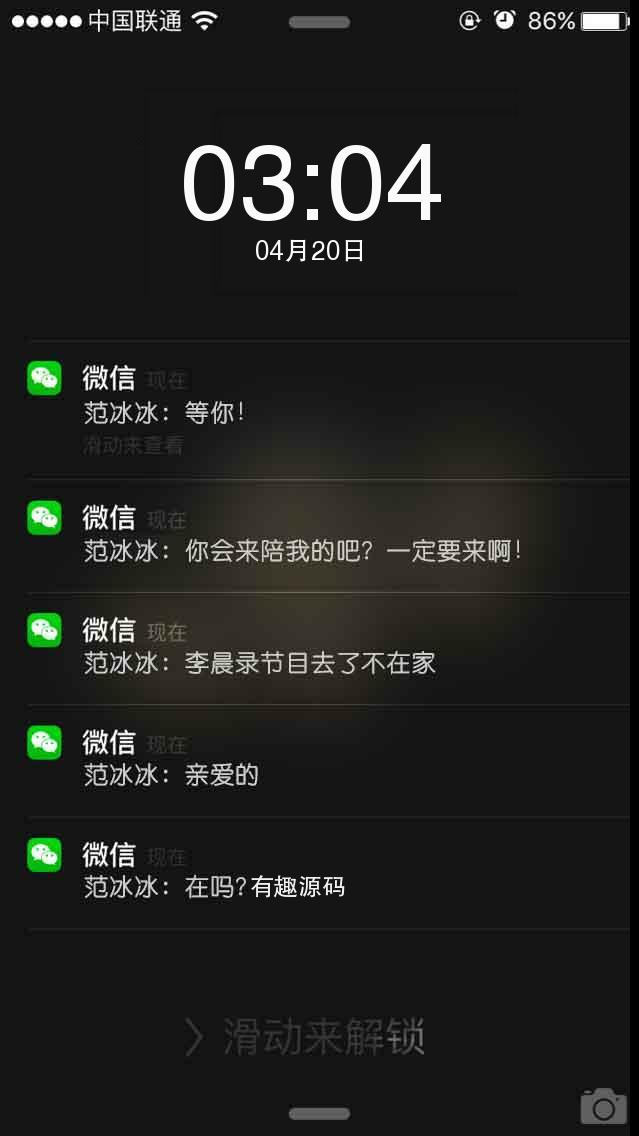 中国联通 86%
03:04
04月20日
微信 现在
范冰冰：等你！
滑动来查看
微信 现在
范冰冰：你会来陪我的吧？一定要来啊！
微信 现在
范冰冰：李晨录节目去了不在家
微信 现在
范冰冰：亲爱的
微信 现在
范冰冰：在吗?有趣源码
> 滑动来解锁